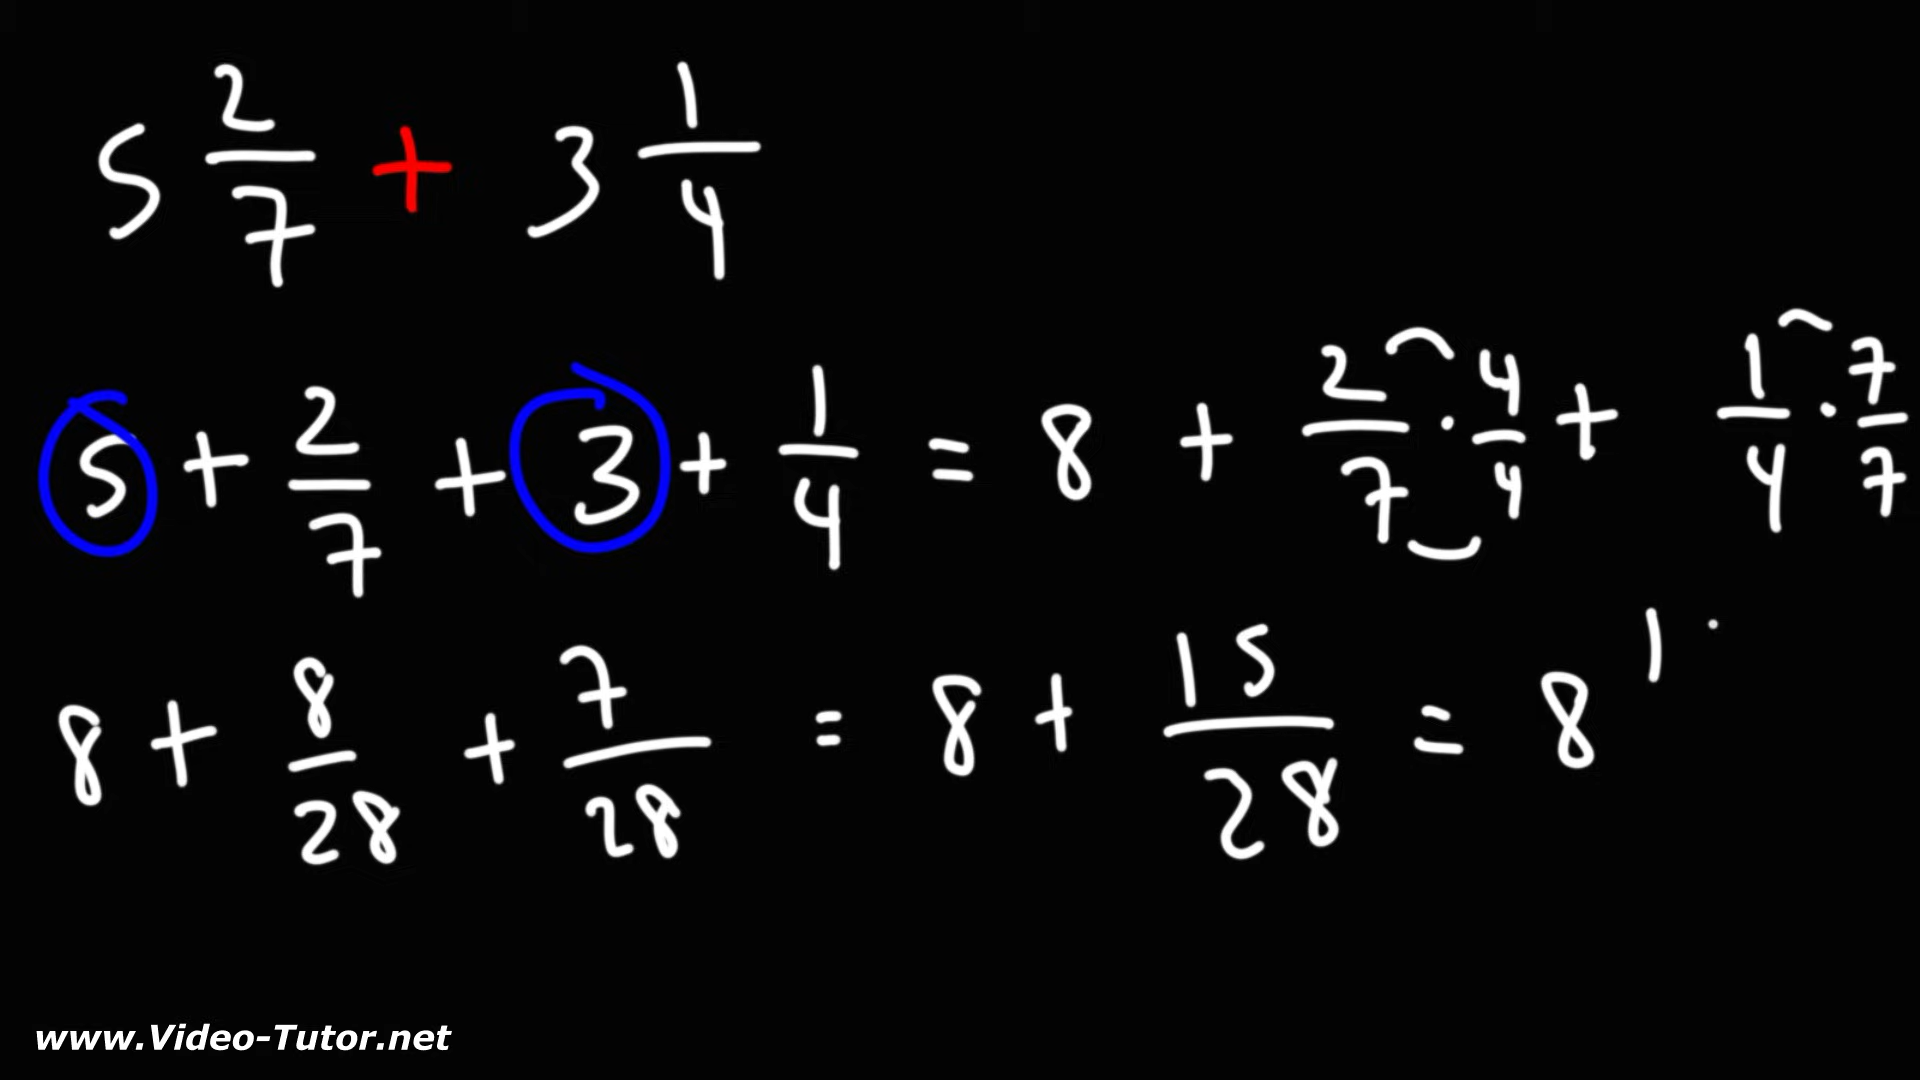 5 2/7 + 3 1/4
5 + 2/7 + 3 + 1/4 = 8 + 2/7 · 4/4 + 1/4 · 7/7
8 + 8/28 + 7/28 = 8 + 15/28 = 8 1
www.Video-Tutor.net